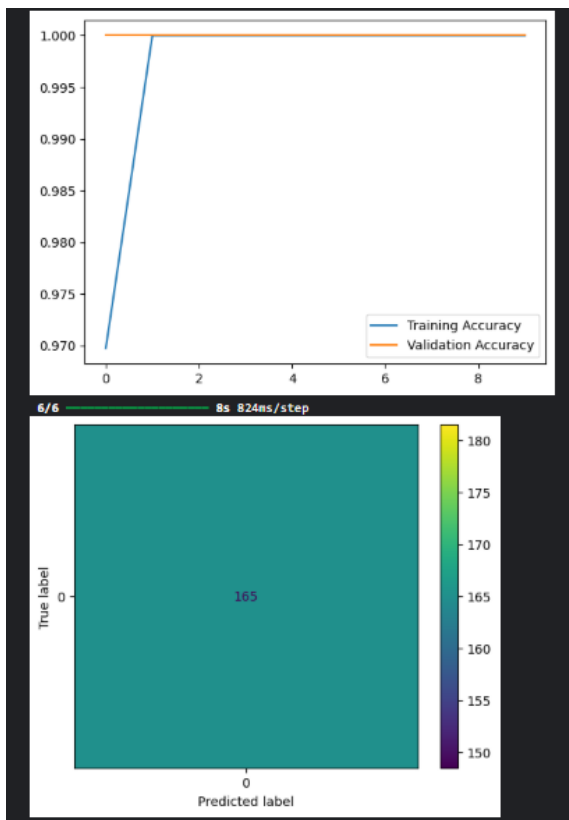 1.000
0.995
0.990
0.985
0.980
0.975
0.970
Training Accuracy
Validation Accuracy
0 2 4 6 8
6/6 8s 824ms/step
180
175
170
165
160
155
150
True label
0
165
0
Predicted label